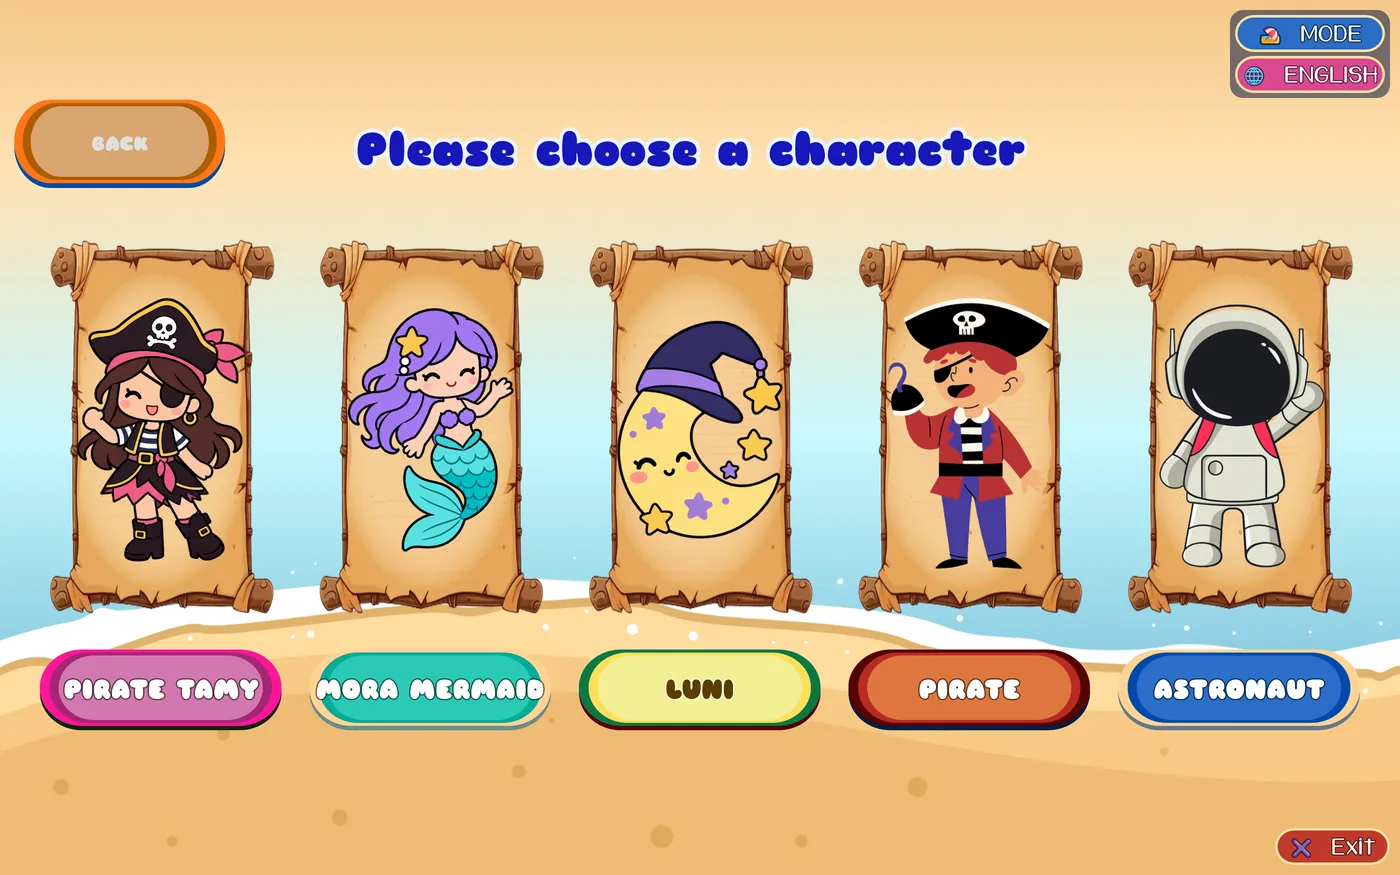 MODE
ENGLISH
BACK
Please choose a character
PIRATE TAMY
MORA MERMAID
LUNI
PIRATE
ASTRONAUT
Exit